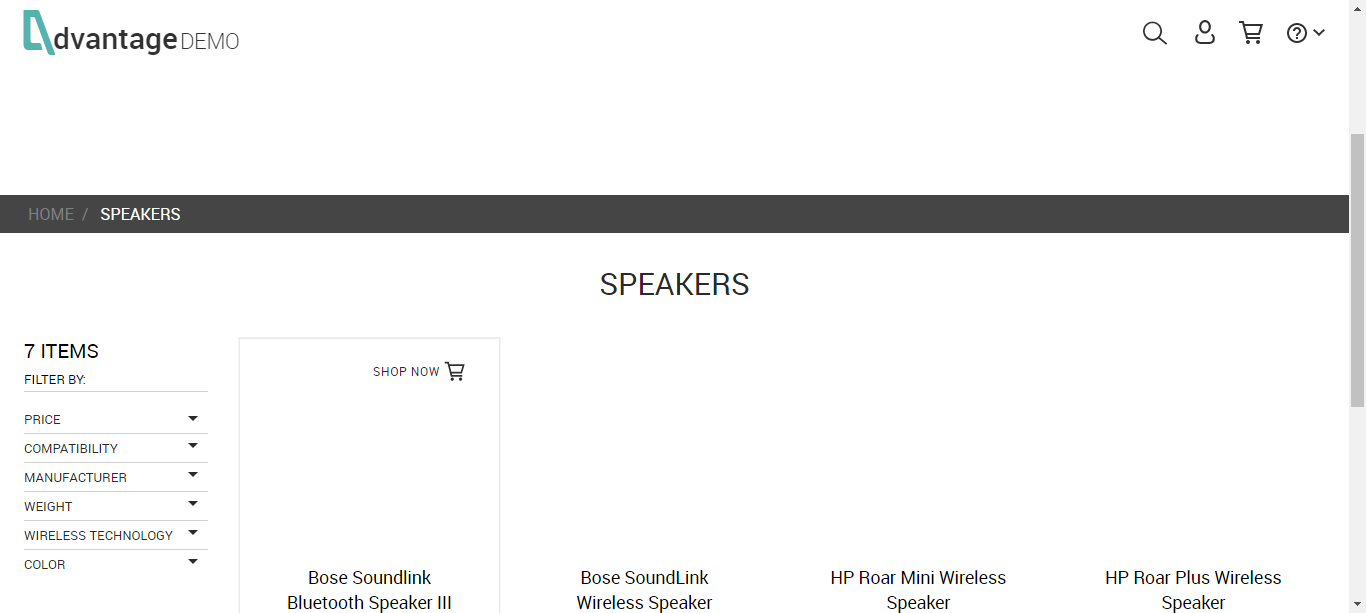 dvantage DEMO
HOME / SPEAKERS
SPEAKERS
7 ITEMS
FILTER BY:
PRICE
COMPATIBILITY
MANUFACTURER
WEIGHT
WIRELESS TECHNOLOGY
COLOR
SHOP NOW
Bose Soundlink
Bluetooth Speaker III
Bose SoundLink
Wireless Speaker
HP Roar Mini Wireless
Speaker
HP Roar Plus Wireless
Speaker